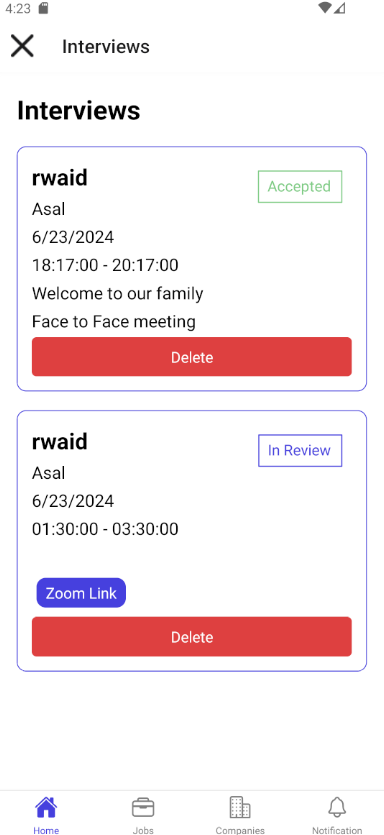 4:23
Interviews
Interviews
rwaid
Accepted
Asal
6/23/2024
18:17:00 - 20:17:00
Welcome to our family
Face to Face meeting
Delete
rwaid
In Review
Asal
6/23/2024
01:30:00 - 03:30:00
Zoom Link
Delete
Home
Jobs
Companies
Notification